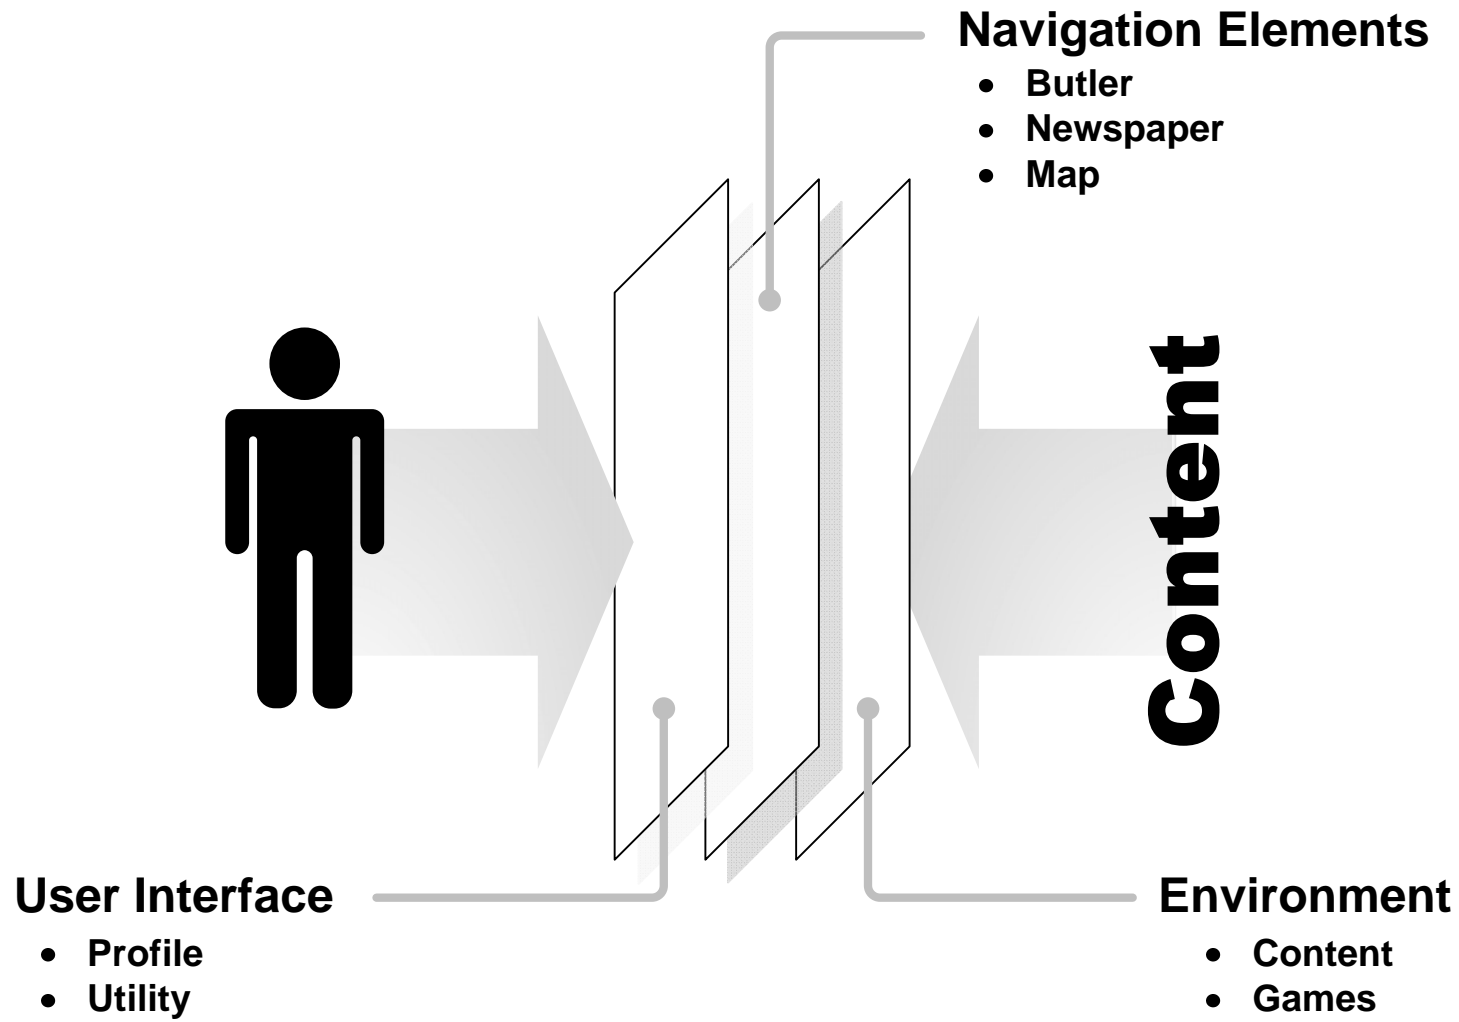 Navigation Elements
• Butler
• Newspaper
• Map
Content
User Interface
• Profile
• Utility
Environment
• Content
• Games